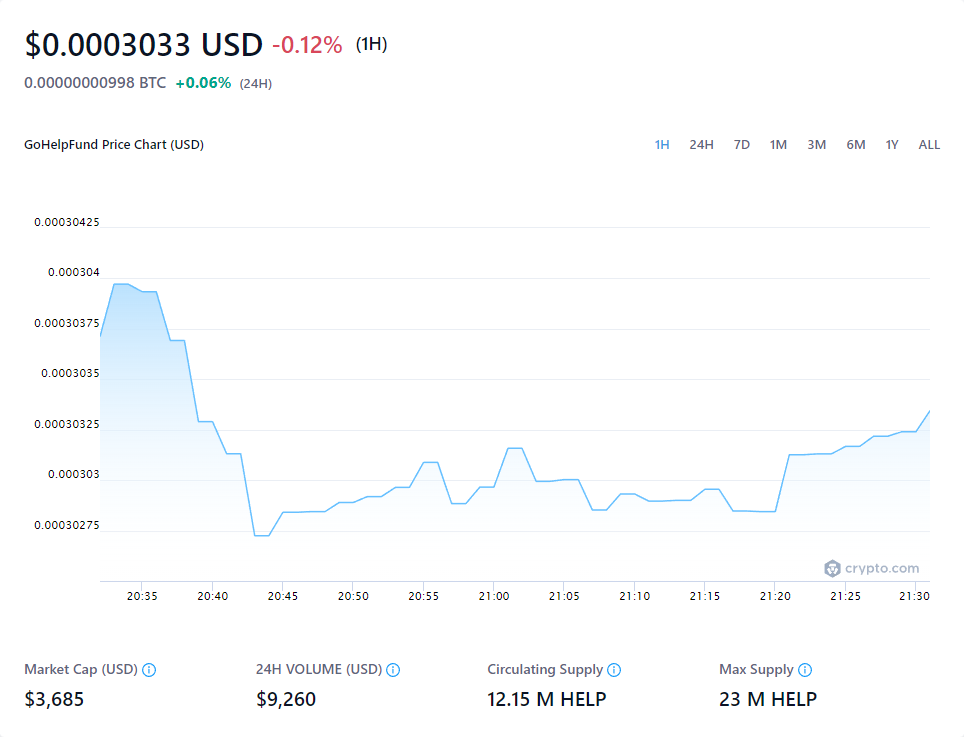 $0.0003033 USD -0.12% (1H)
0.00000000998 BTC +0.06% (24H)
GoHelpFund Price Chart (USD) 1H 24H 7D 1M 3M 6M 1Y ALL
0.00030425
0.000304
0.00030375
0.0003035
0.00030325
0.000303
0.00030275
crypto.com
20:35 20:40 20:45 20:50 20:55 21:00 21:05 21:10 21:15 21:20 21:25 21:30
Market Cap (USD) 24H VOLUME (USD) Circulating Supply Max Supply
$3,685 $9,260 12.15 M HELP 23 M HELP